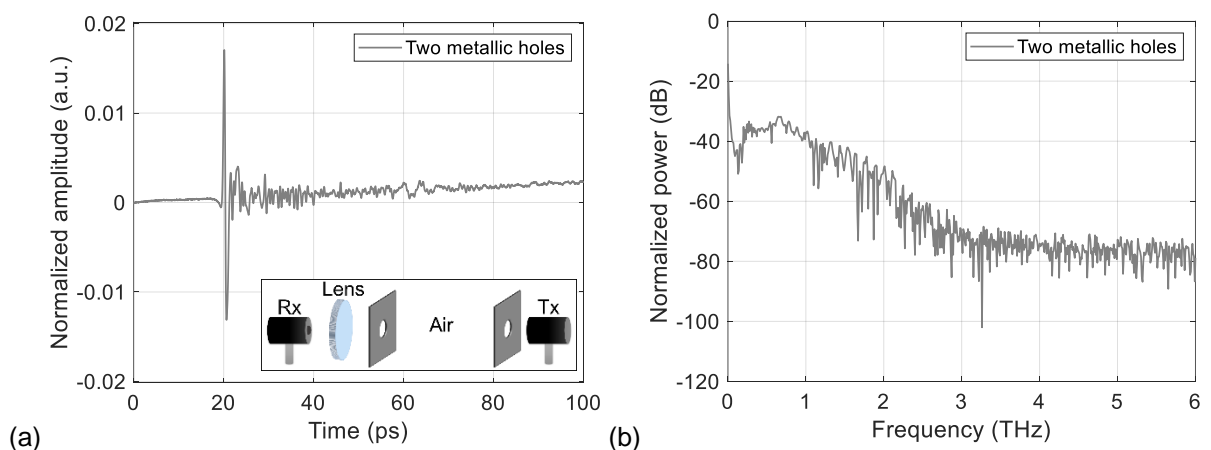 0.02
0.01
0
-0.01
-0.02
Normalized amplitude (a.u.)
Two metallic holes
Rx
Lens
Air
Tx
0
20
40
60
80
100
Time (ps)
(a)
0
-20
-40
-60
-80
-100
-120
Normalized power (dB)
Two metallic holes
0
1
2
3
4
5
6
Frequency (THz)
(b)